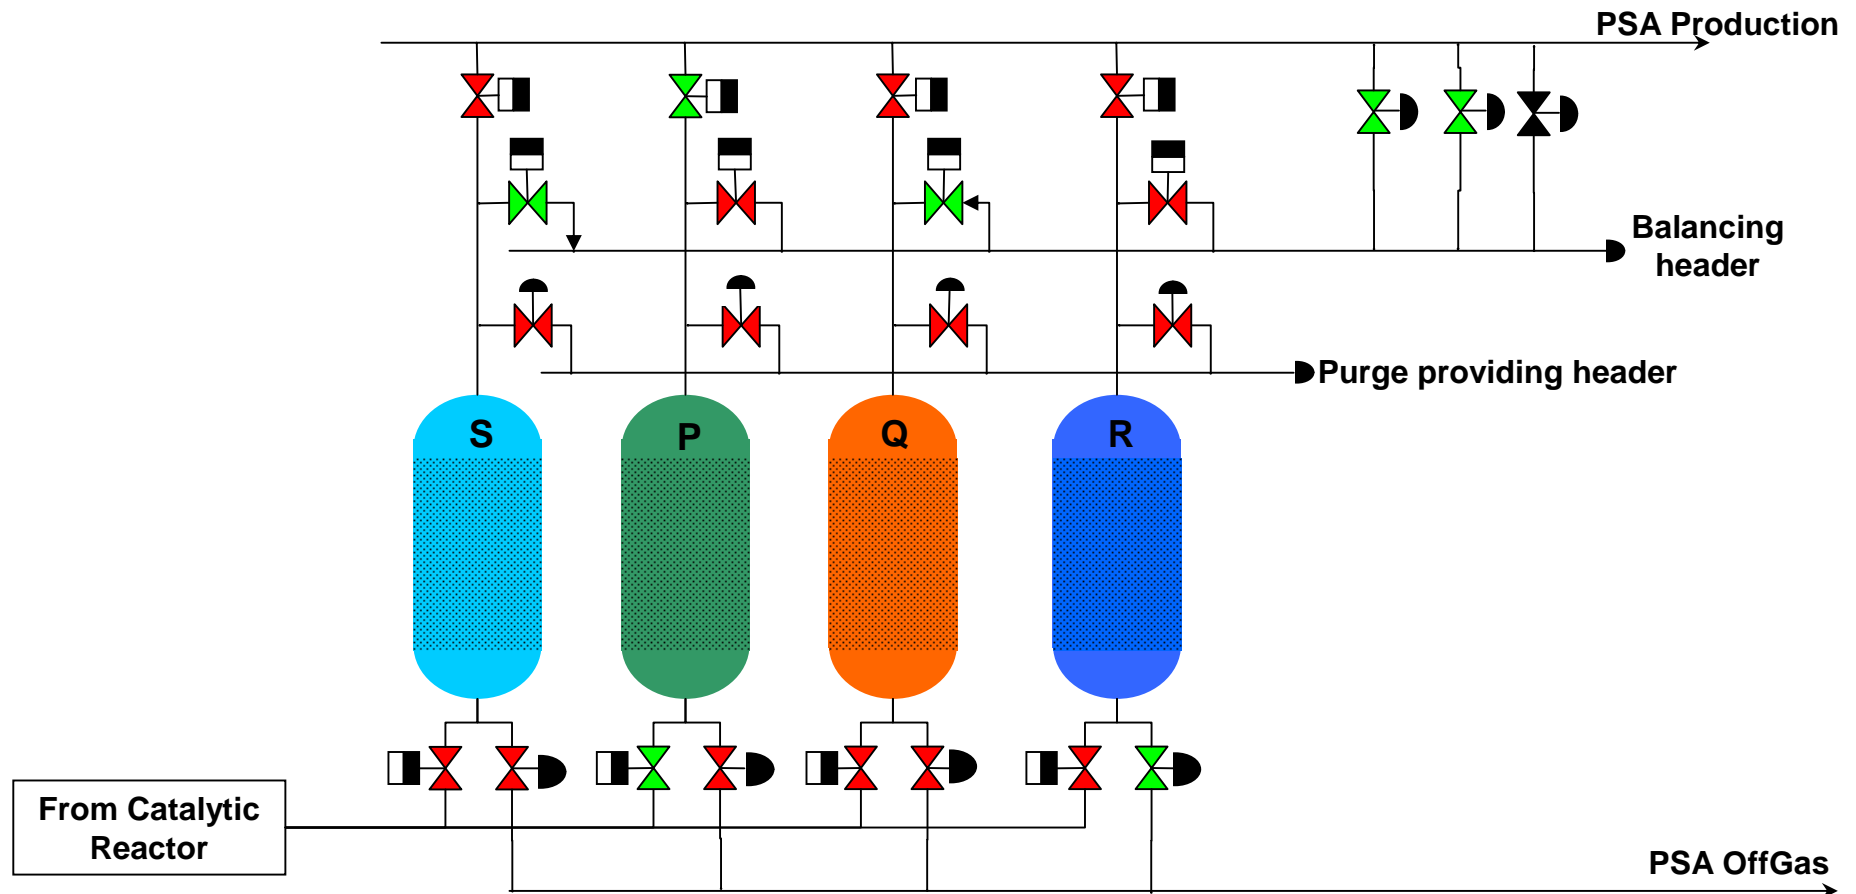 PSA Production
Balancing
header
Purge providing header
S
P
Q
R
From Catalytic
Reactor
PSA OffGas